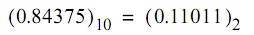 (0.84375)₁₀ = (0.11011)₂